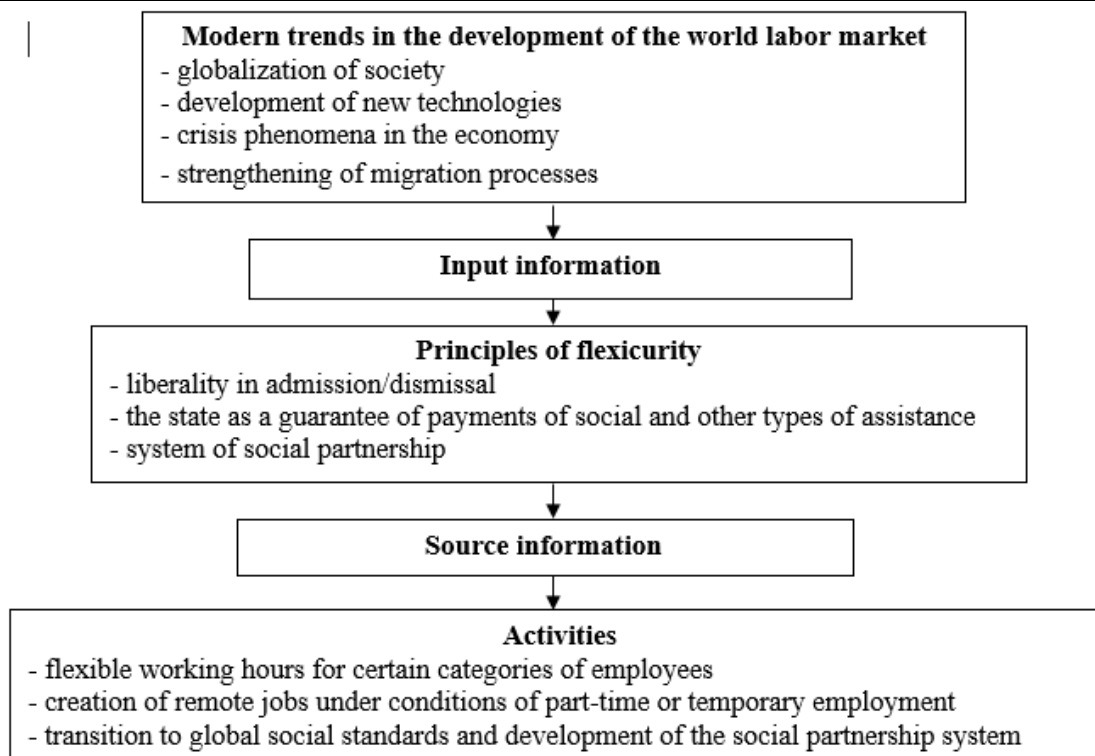 Modern trends in the development of the world labor market
- globalization of society
- development of new technologies
- crisis phenomena in the economy
- strengthening of migration processes
Input information
Principles of flexicurity
- liberality in admission/dismissal
- the state as a guarantee of payments of social and other types of assistance
- system of social partnership
Source information
Activities
- flexible working hours for certain categories of employees
- creation of remote jobs under conditions of part-time or temporary employment
- transition to global social standards and development of the social partnership system